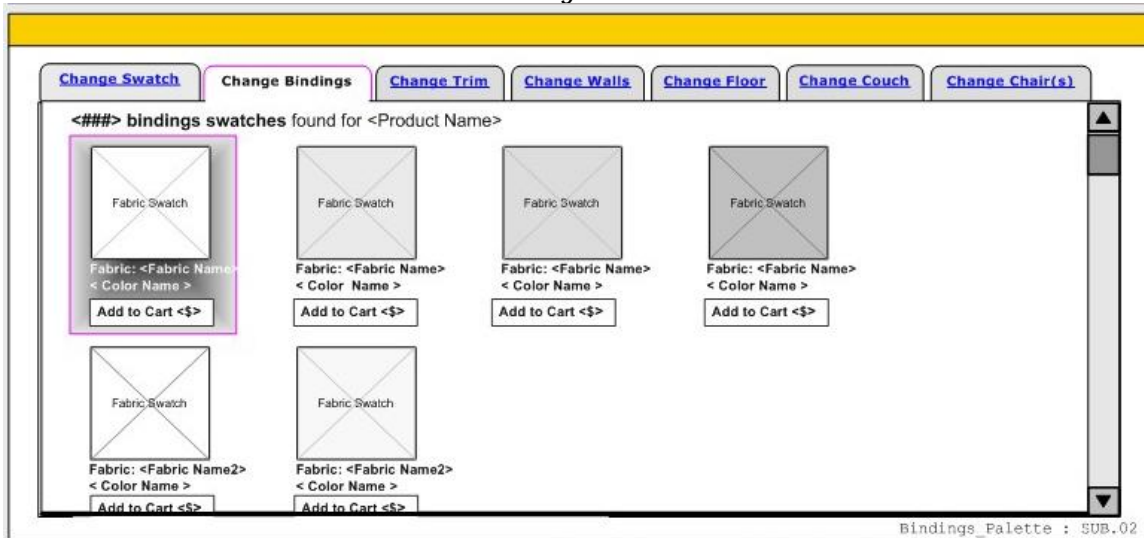 Change Swatch Change Bindings Change Trim Change Walls Change Floor Change Couch Change Chair(s)
<###> bindings swatches found for <Product Name>
Fabric Swatch Fabric Swatch Fabric Swatch Fabric Swatch
Fabric: <Fabric Name> Fabric: <Fabric Name> Fabric: <Fabric Name> Fabric: <Fabric Name>
< Color Name > < Color Name > < Color Name > < Color Name >
Add to Cart <$> Add to Cart <$> Add to Cart <$> Add to Cart <$>
Fabric Swatch Fabric Swatch
Fabric: <Fabric Name2> Fabric: <Fabric Name2>
< Color Name > < Color Name >
Add to Cart <$> Add to Cart <$>
Bindings_Palette : SUB.02